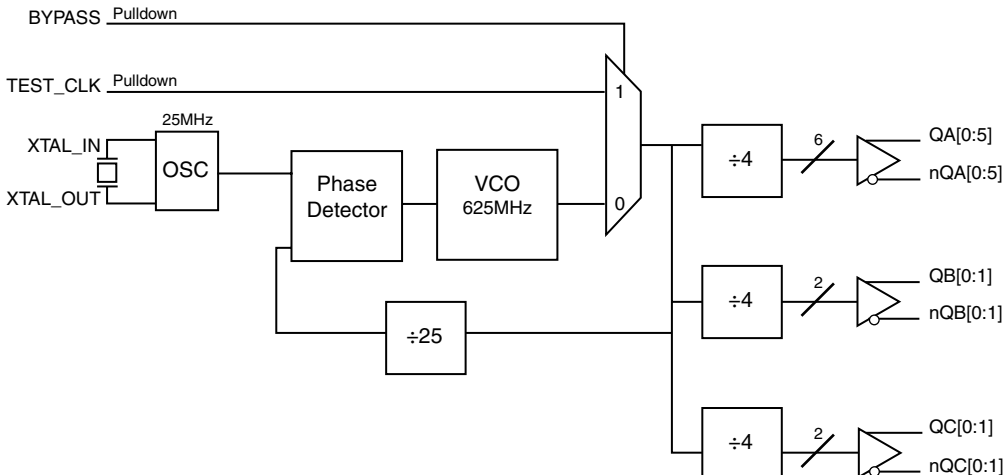 BYPASS Pulldown
TEST_CLK Pulldown
25MHz
XTAL_IN
OSC
XTAL_OUT
Phase
Detector
VCO
625MHz
1
0
÷25
÷4
6
QA[0:5]
nQA[0:5]
÷4
2
QB[0:1]
nQB[0:1]
÷4
2
QC[0:1]
nQC[0:1]